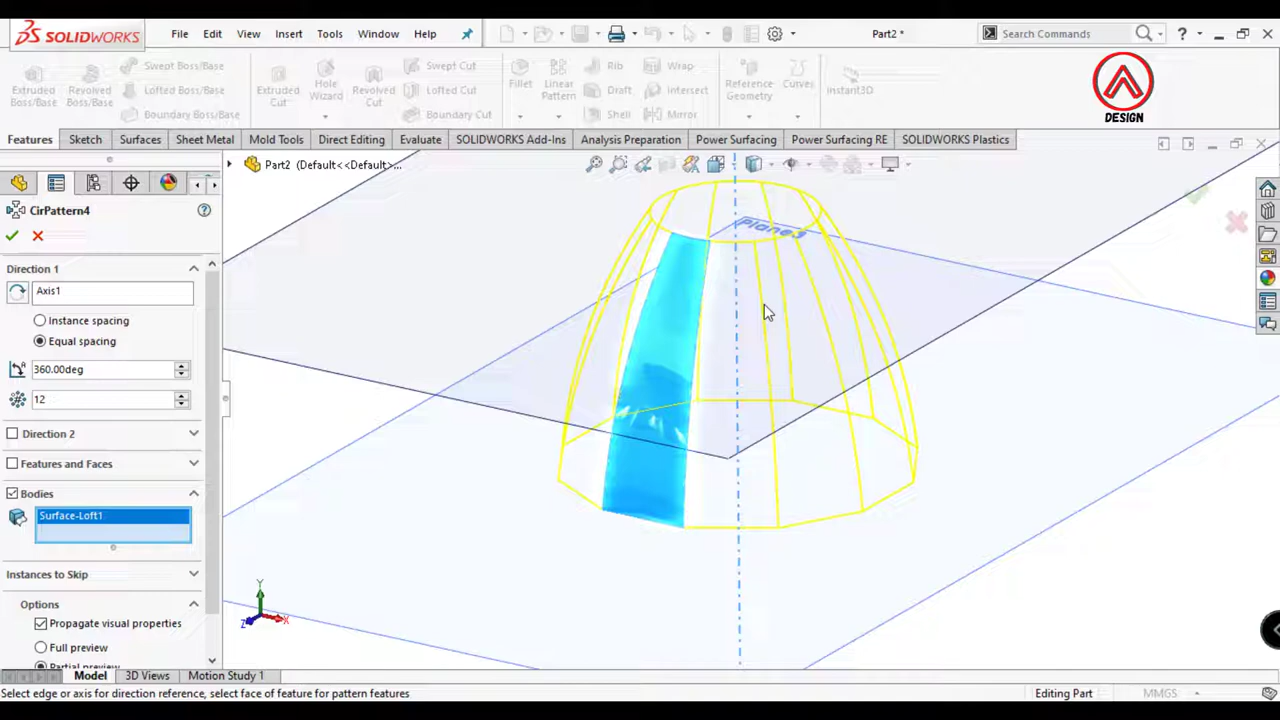 SOLIDWORKS File Edit View Insert Tools Window Help Part2 * Search Commands ?
DESIGN
Extruded Boss/Base
Revolved Boss/Base
Swept Boss/Base
Lofted Boss/Base
Boundary Boss/Base
Extruded Cut
Hole Wizard
Revolved Cut
Swept Cut
Lofted Cut
Boundary Cut
Fillet
Linear Pattern
Rib
Draft
Shell
Wrap
Intersect
Mirror
Reference Geometry
Curves
Instant3D
Features Sketch Surfaces Sheet Metal Mold Tools Direct Editing Evaluate SOLIDWORKS Add-Ins Analysis Preparation Power Surfacing Power Surfacing RE SOLIDWORKS Plastics
Part2 (Default<<Default>...
CirPattern4
Direction 1
Axis1
Instance spacing
Equal spacing
360.00deg
12
Direction 2
Features and Faces
Bodies
Surface-Loft1
Instances to Skip
Options
Propagate visual properties
Full preview
Partial preview
Plane3
Y
Z
X
Model 3D Views Motion Study 1
Select edge or axis for direction reference, select face of feature for pattern features Editing Part MMGS